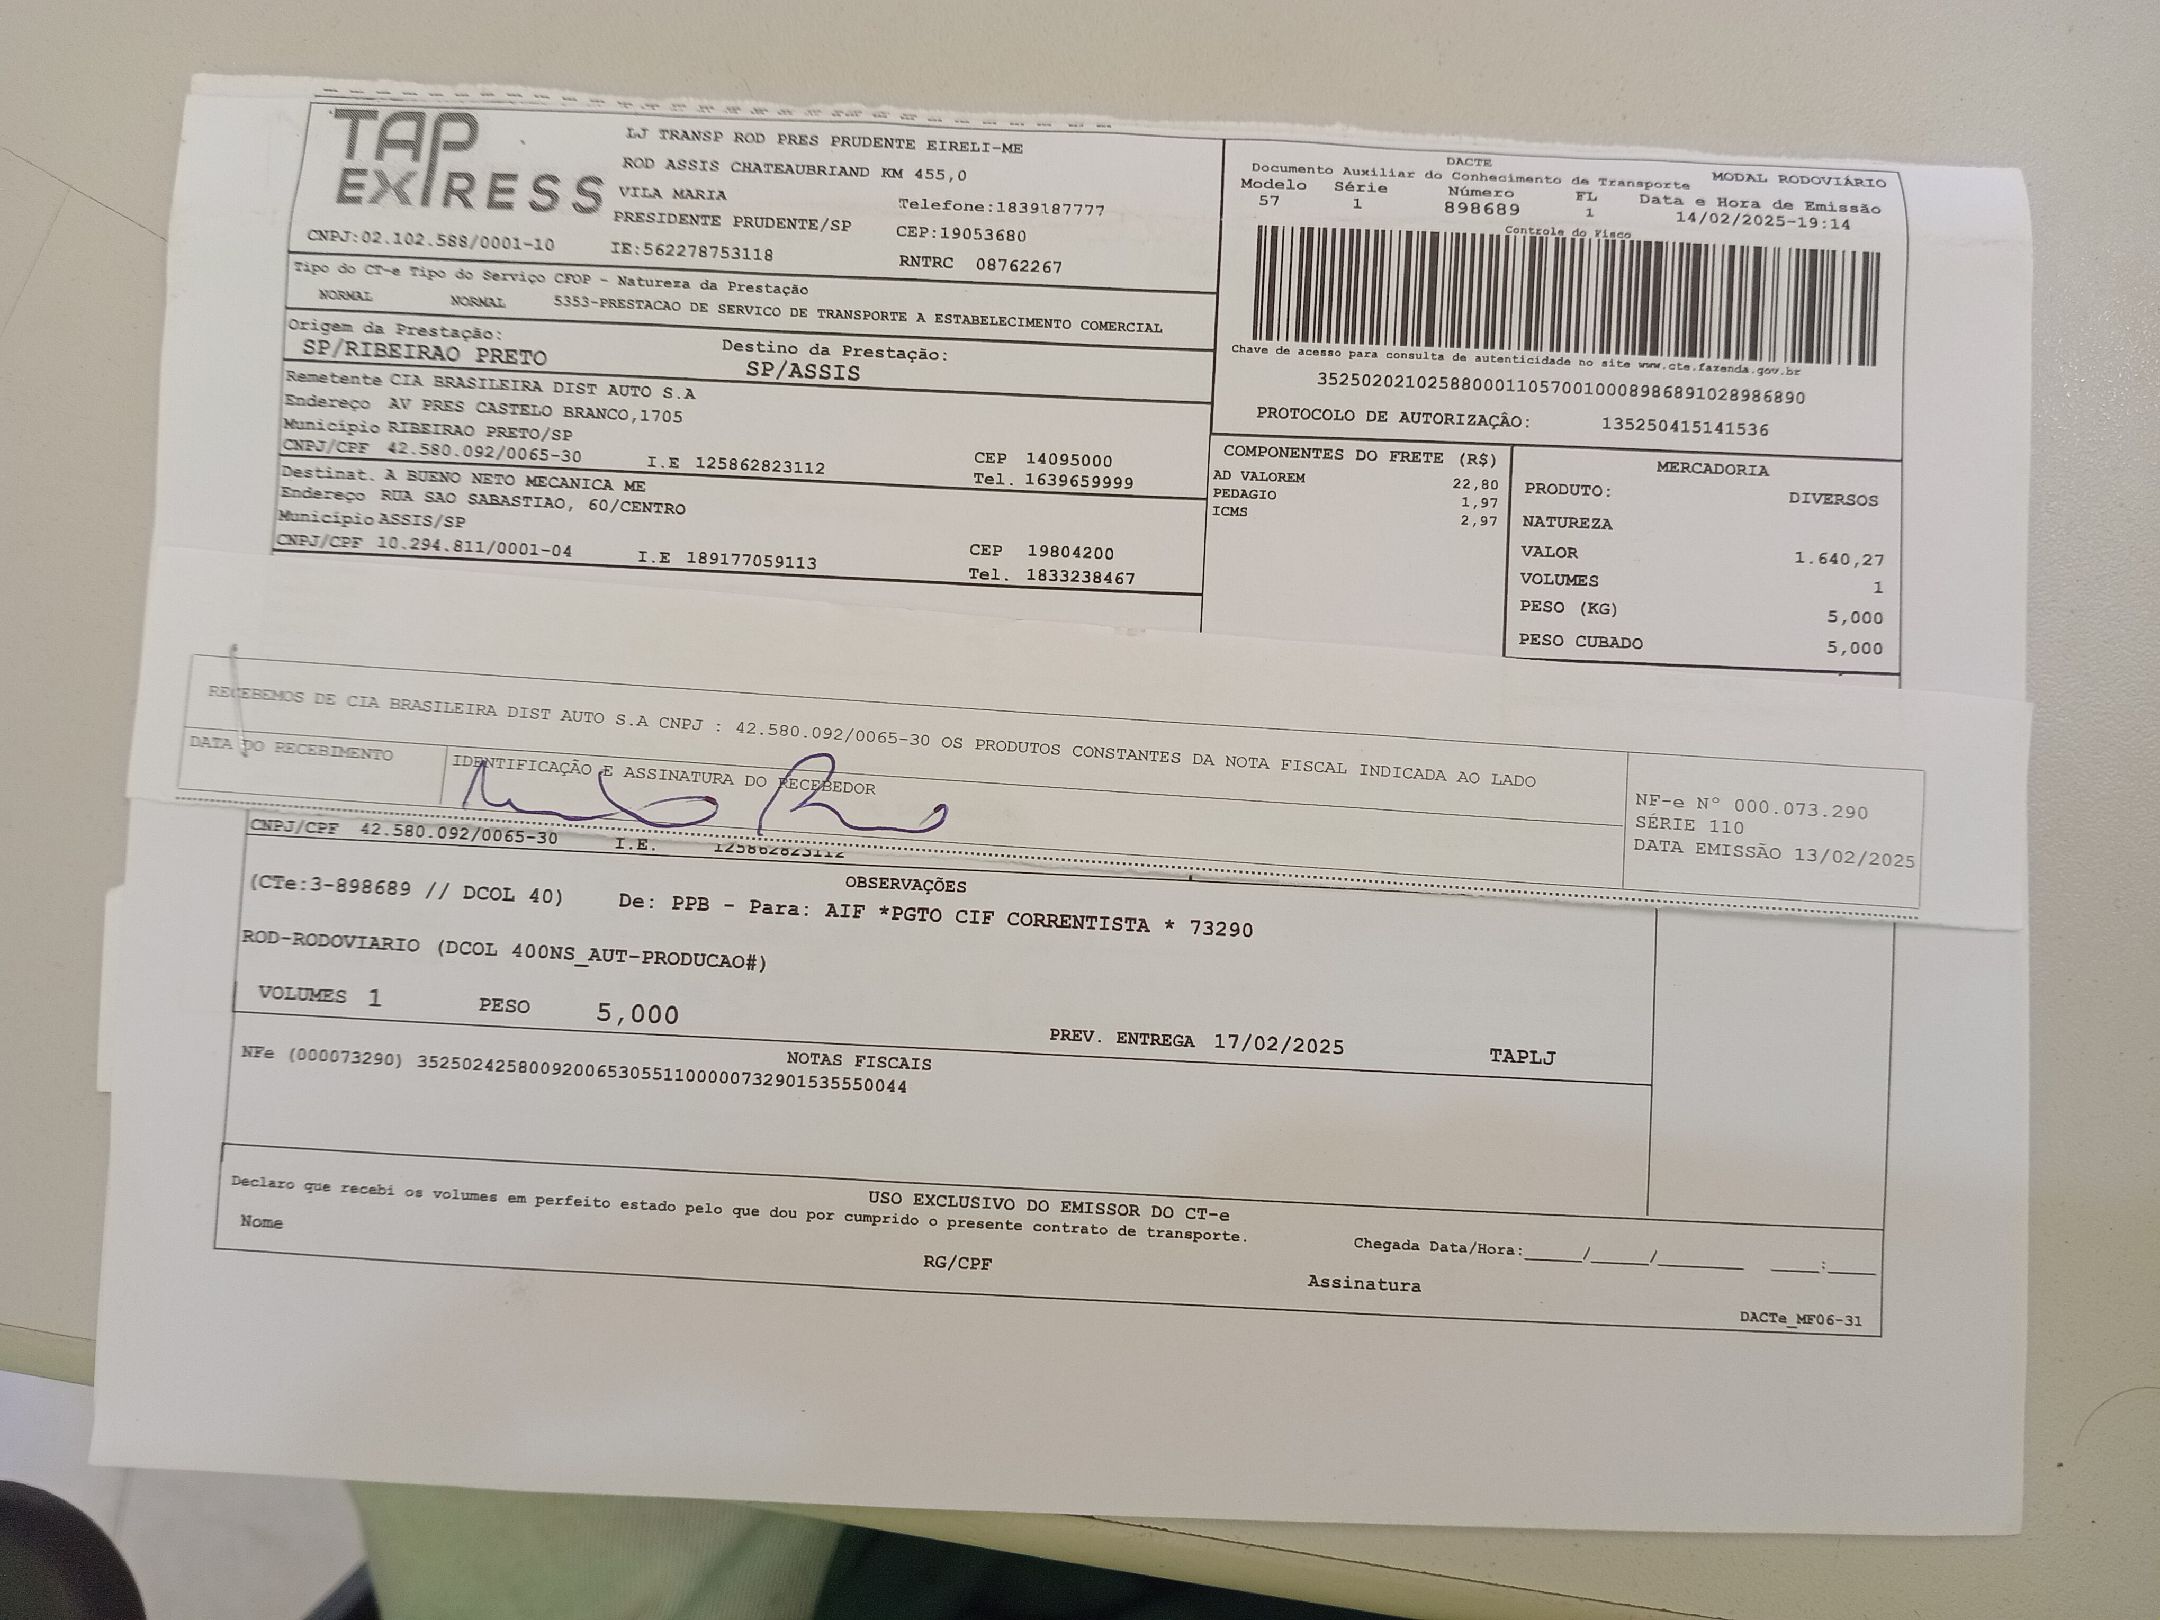 TAP EXPRESS
LJ TRANSP ROD PRES PRUDENTE EIRELI-ME
ROD ASSIS CHATEAUBRIAND KM 455,0
VILA MARIA Telefone:1839187777
PRESIDENTE PRUDENTE/SP CEP:19053680
CNPJ:02.102.588/0001-10 IE:562278753118 RNTRC 08762267
Tipo do CT-e Tipo do Serviço CFOP - Natureza da Prestação
NORMAL NORMAL 5353-PRESTACAO DE SERVICO DE TRANSPORTE A ESTABELECIMENTO COMERCIAL
Origem da Prestação: Destino da Prestação:
SP/RIBEIRAO PRETO SP/ASSIS
Remetente CIA BRASILEIRA DIST AUTO S.A
Endereço AV PRES CASTELO BRANCO,1705
Município RIBEIRAO PRETO/SP CEP 14095000
CNPJ/CPF 42.580.092/0065-30 I.E 125862823112 Tel. 1639659999
Destinat. A BUENO NETO MECANICA ME
Endereço RUA SAO SABASTIAO, 60/CENTRO
Município ASSIS/SP CEP 19804200
CNPJ/CPF 10.294.811/0001-04 I.E 189177059113 Tel. 1833238467
DACTE
Documento Auxiliar do Conhecimento de Transporte MODAL RODOVIÁRIO
Modelo Série Número FL Data e Hora de Emissão
57 1 898689 1 14/02/2025-19:14
Controle do Fisco
Chave de acesso para consulta de autenticidade no site www.cte.fazenda.gov.br
35250202102588000110570010008986891028986890
PROTOCOLO DE AUTORIZAÇÃO: 135250415141536
COMPONENTES DO FRETE (R$)
AD VALOREM 22,80
PEDAGIO 1,97
ICMS 2,97
MERCADORIA
PRODUTO: DIVERSOS
NATUREZA
VALOR 1.640,27
VOLUMES 1
PESO (KG) 5,000
PESO CUBADO 5,000
RECEBEMOS DE CIA BRASILEIRA DIST AUTO S.A CNPJ : 42.580.092/0065-30 OS PRODUTOS CONSTANTES DA NOTA FISCAL INDICADA AO LADO
DATA DO RECEBIMENTO IDENTIFICAÇÃO E ASSINATURA DO RECEBEDOR
NF-e Nº 000.073.290
SÉRIE 110
DATA EMISSÃO 13/02/2025
CNPJ/CPF 42.580.092/0065-30 I.E. 125862823112
OBSERVAÇÕES
(CTe:3-898689 // DCOL 40) De: PPB - Para: AIF *PGTO CIF CORRENTISTA * 73290
ROD-RODOVIARIO (DCOL 400NS_AUT-PRODUCAO#)
VOLUMES 1 PESO 5,000 PREV. ENTREGA 17/02/2025 TAPLJ
NOTAS FISCAIS
NFe (000073290) 35250242580092006530551100000732901535550044
USO EXCLUSIVO DO EMISSOR DO CT-e
Declaro que recebi os volumes em perfeito estado pelo que dou por cumprido o presente contrato de transporte.
Nome RG/CPF Assinatura Chegada Data/Hora:_____/_____/_______ ____:____
DACTe_MF06-31